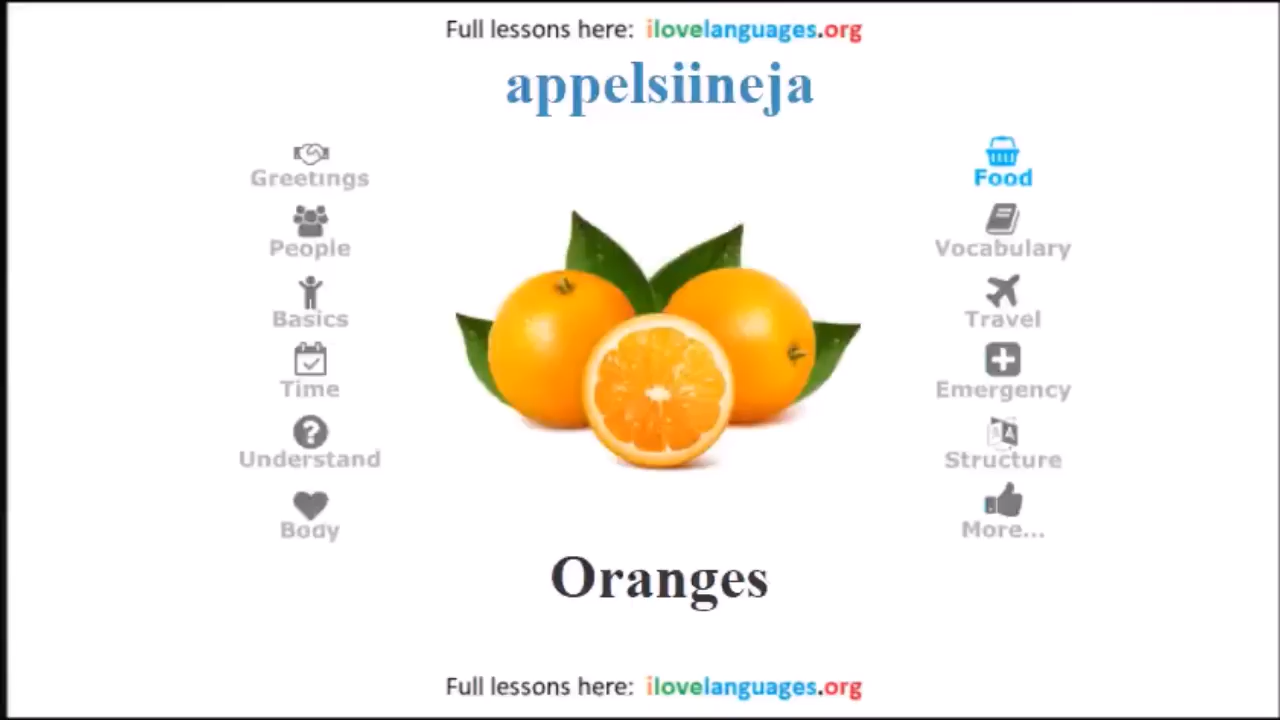 Full lessons here: ilovelanguages.org
appelsiineja
Greetings
People
Basics
Time
Understand
Body
Food
Vocabulary
Travel
Emergency
Structure
More...
Oranges
Full lessons here: ilovelanguages.org